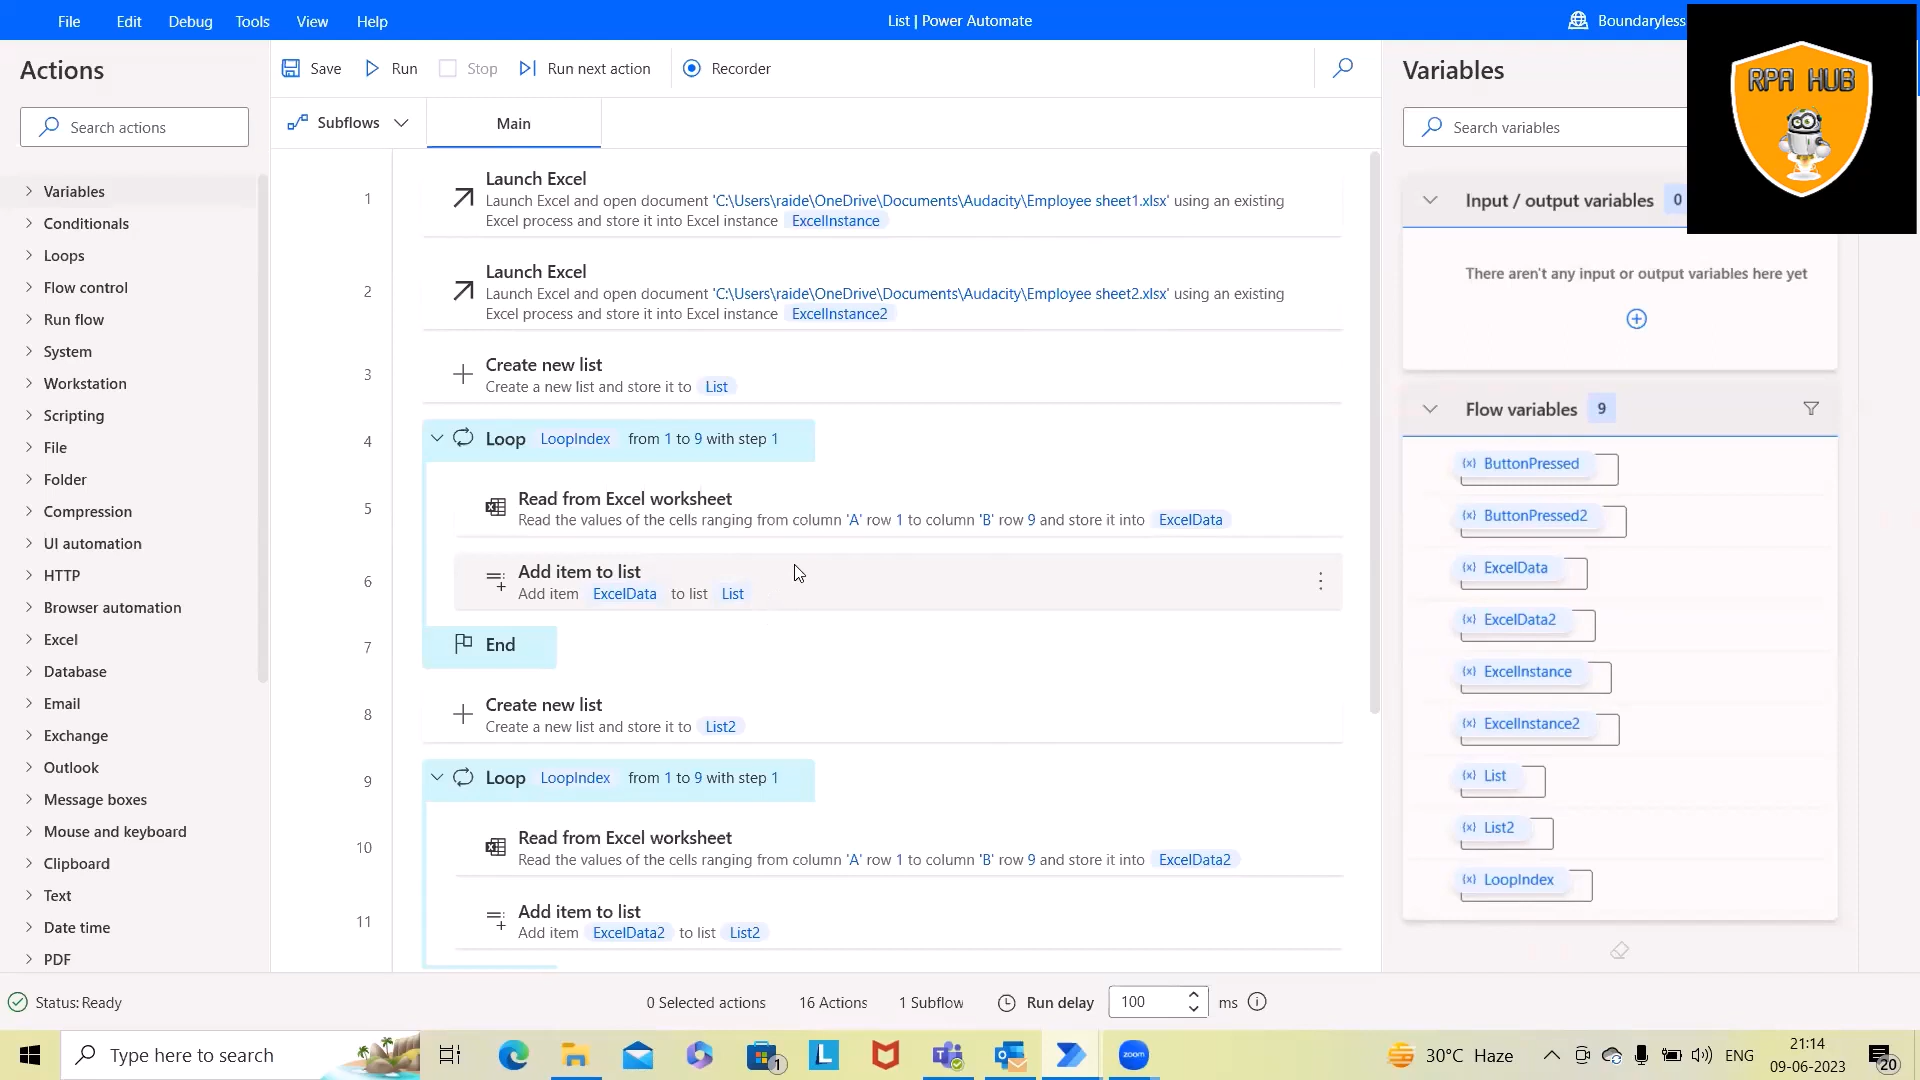 File Edit Debug Tools View Help
List | Power Automate
Boundaryless
RPA HUB
Actions
Search actions
Variables
Conditionals
Loops
Flow control
Run flow
System
Workstation
Scripting
File
Folder
Compression
UI automation
HTTP
Browser automation
Excel
Database
Email
Exchange
Outlook
Message boxes
Mouse and keyboard
Clipboard
Text
Date time
PDF
Save Run Stop Run next action Recorder
Subflows Main
1 Launch Excel
Launch Excel and open document 'C:\Users\raide\OneDrive\Documents\Audacity\Employee sheet1.xlsx' using an existing
Excel process and store it into Excel instance ExcelInstance
2 Launch Excel
Launch Excel and open document 'C:\Users\raide\OneDrive\Documents\Audacity\Employee sheet2.xlsx' using an existing
Excel process and store it into Excel instance ExcelInstance2
3 Create new list
Create a new list and store it to List
4 Loop LoopIndex from 1 to 9 with step 1
5 Read from Excel worksheet
Read the values of the cells ranging from column 'A' row 1 to column 'B' row 9 and store it into ExcelData
6 Add item to list
Add item ExcelData to list List
7 End
8 Create new list
Create a new list and store it to List2
9 Loop LoopIndex from 1 to 9 with step 1
10 Read from Excel worksheet
Read the values of the cells ranging from column 'A' row 1 to column 'B' row 9 and store it into ExcelData2
11 Add item to list
Add item ExcelData2 to list List2
Variables
Search variables
Input / output variables 0
There aren't any input or output variables here yet
Flow variables 9
(x) ButtonPressed
(x) ButtonPressed2
(x) ExcelData
(x) ExcelData2
(x) ExcelInstance
(x) ExcelInstance2
(x) List
(x) List2
(x) LoopIndex
Status: Ready 0 Selected actions 16 Actions 1 Subflow Run delay 100 ms
Type here to search
1
L
zoom
30°C Haze
ENG
21:14
09-06-2023
20